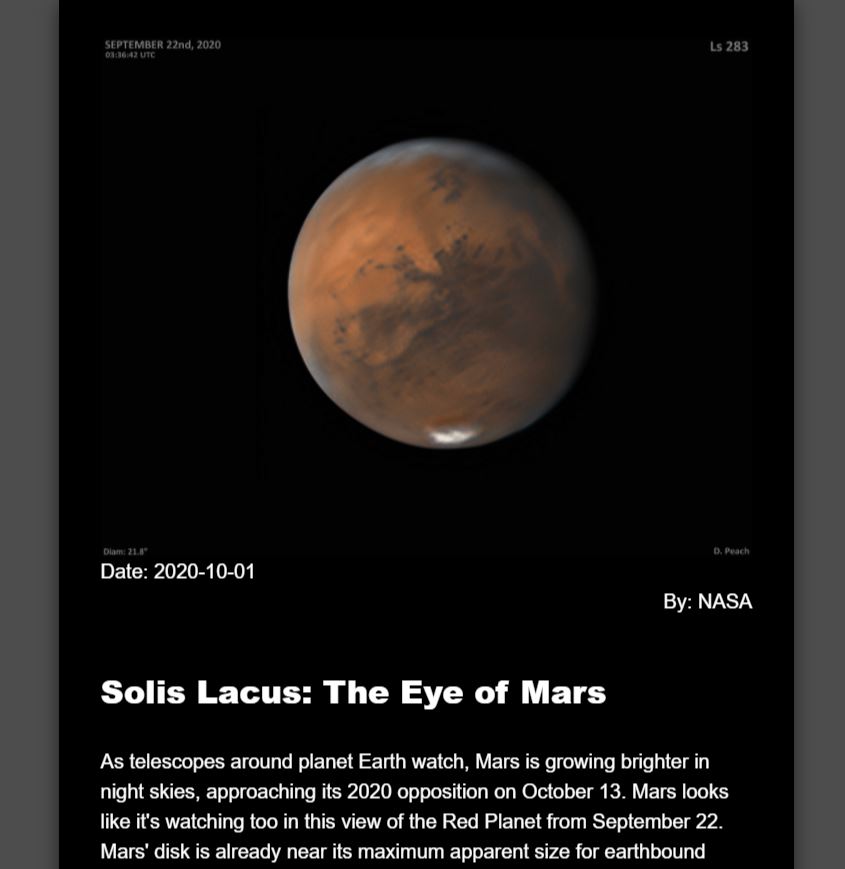 SEPTEMBER 22nd, 2020
03:36:42 UTC
Ls 283
Diam: 21.8"
D. Peach
Date: 2020-10-01
By: NASA
Solis Lacus: The Eye of Mars
As telescopes around planet Earth watch, Mars is growing brighter in
night skies, approaching its 2020 opposition on October 13. Mars looks
like it's watching too in this view of the Red Planet from September 22.
Mars' disk is already near its maximum apparent size for earthbound